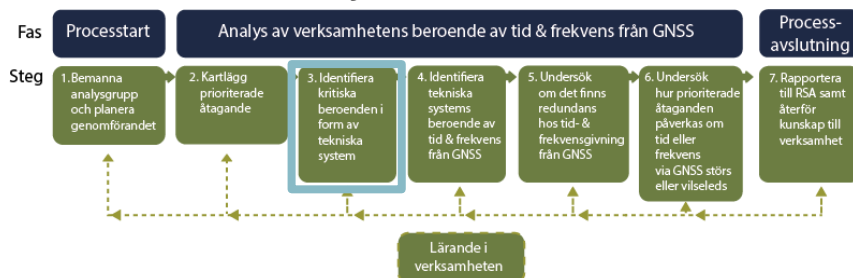 Fas
Processtart
Analys av verksamhetens beroende av tid & frekvens från GNSS
Process-
avslutning
Steg
1. Bemanna
analysgrupp
och planera
genomförandet
2. Kartlägg
prioriterade
åtagande
3. Identifiera
kritiska
beroenden i
form av
tekniska
system
4. Identifiera
tekniska
systems
beroende av
tid & frekvens
från GNSS
5. Undersök
om det finns
redundans
hos tid- &
frekvensgivning
från GNSS
6. Undersök
hur prioriterade
åtaganden
påverkas om
tid eller
frekvens
via GNSS störs
eller vilseleds
7. Rapportera
till RSA samt
återför
kunskap till
verksamhet
Lärande i
verksamheten